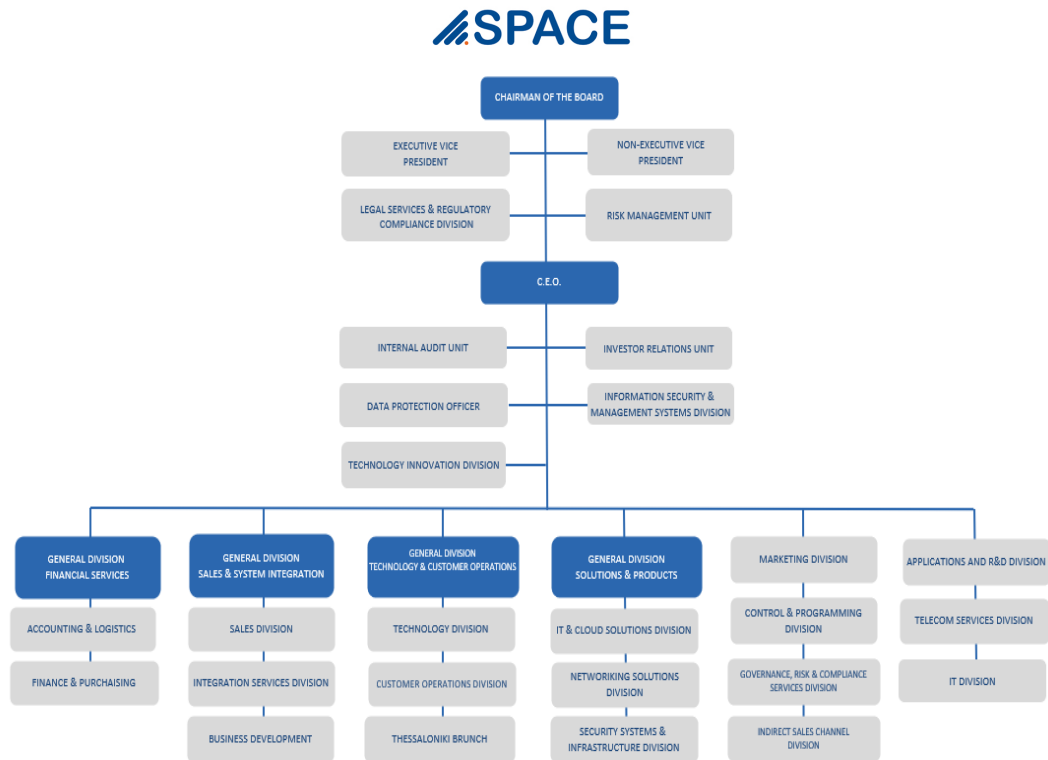 SPACE
CHAIRMAN OF THE BOARD
EXECUTIVE VICE
PRESIDENT
NON-EXECUTIVE VICE
PRESIDENT
LEGAL SERVICES & REGULATORY
COMPLIANCE DIVISION
RISK MANAGEMENT UNIT
C.E.O.
INTERNAL AUDIT UNIT
INVESTOR RELATIONS UNIT
DATA PROTECTION OFFICER
INFORMATION SECURITY &
MANAGEMENT SYSTEMS DIVISION
TECHNOLOGY INNOVATION DIVISION
GENERAL DIVISION
FINANCIAL SERVICES
ACCOUNTING & LOGISTICS
FINANCE & PURCHAISING
GENERAL DIVISION
SALES & SYSTEM INTEGRATION
SALES DIVISION
INTEGRATION SERVICES DIVISION
BUSINESS DEVELOPMENT
GENERAL DIVISION
TECHNOLOGY & CUSTOMER OPERATIONS
TECHNOLOGY DIVISION
CUSTOMER OPERATIONS DIVISION
THESSALONIKI BRUNCH
GENERAL DIVISION
SOLUTIONS & PRODUCTS
IT & CLOUD SOLUTIONS DIVISION
NETWORIKING SOLUTIONS
DIVISION
SECURITY SYSTEMS &
INFRASTRUCTURE DIVISION
MARKETING DIVISION
CONTROL & PROGRAMMING
DIVISION
GOVERNANCE, RISK & COMPLIANCE
SERVICES DIVISION
INDIRECT SALES CHANNEL
DIVISION
APPLICATIONS AND R&D DIVISION
TELECOM SERVICES DIVISION
IT DIVISION